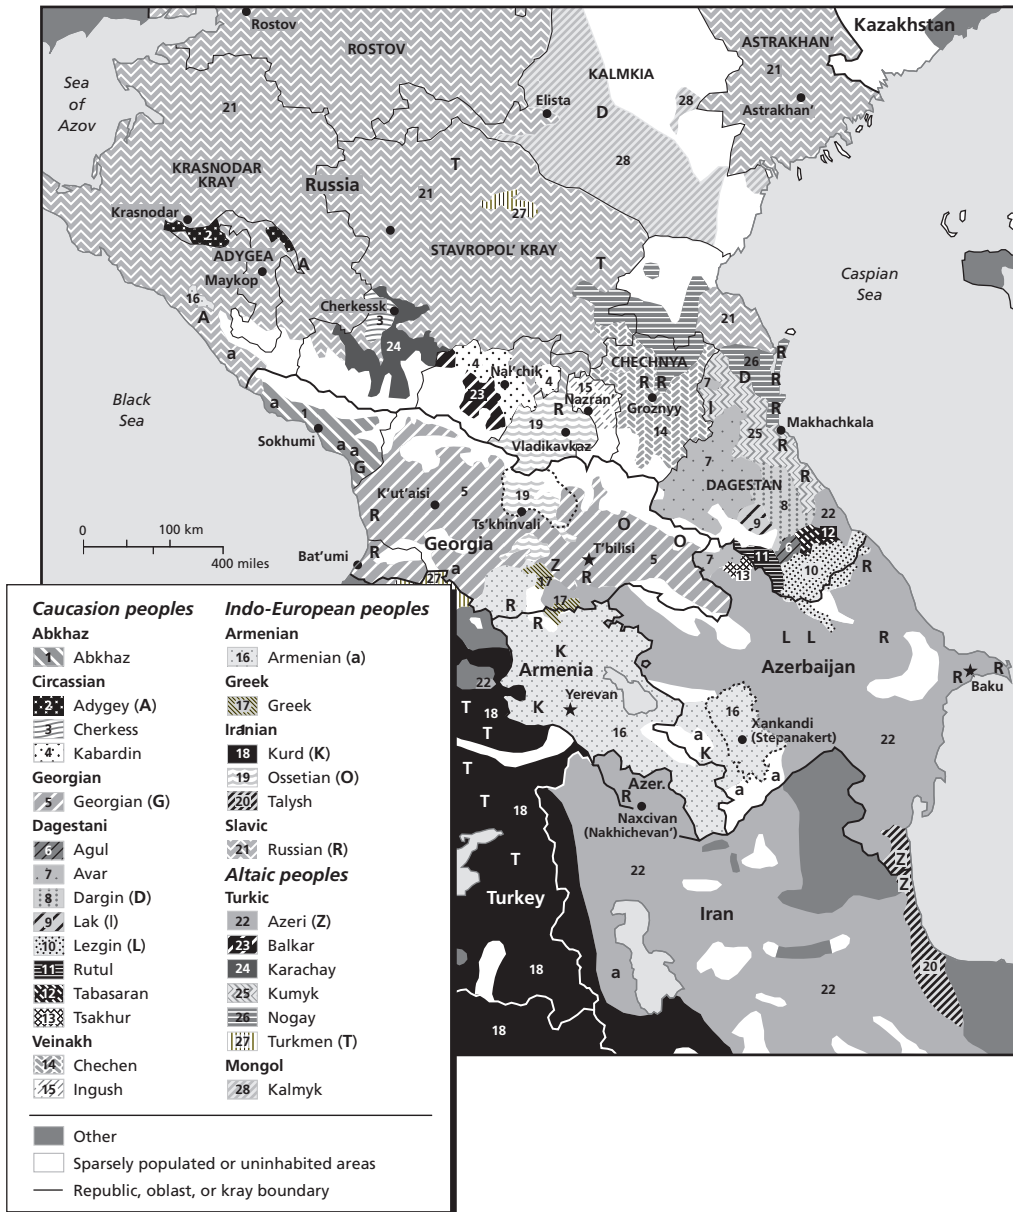 Rostov
ROSTOV
Kazakhstan
ASTRAKHAN’
21
Astrakhan’
KALMKIA
D
28
28
Elista
Sea
of
Azov
21
KRASNODAR
KRAY
Russia
T
21
27
STAVROPOL’ KRAY
T
Krasnodar
2
ADYGEA
Maykop
A
16
A
Cherkessk
3
24
a
Caspian
Sea
21
CHECHNYA
R R
Groznyy
14
7
l
26
D
R
R
R
Makhachkala
R
25
4
Nal’chik
23
4
R
15
Nazran’
19
Vladikavkaz
Black
Sea
a
1
Sokhumi
a
a
G
7
DAGESTAN
R
8
9
22
12
6
11
13
7
10
R
K’ut’aisi
5
R
19
Ts’khinvali
O
O
Georgia
T’bilisi
5
Z
R
R
Bat’umi
27
a
17
17
0
100 km
400 miles
R
R
K
Armenia
Yerevan
K
16
L L
R
Azerbaijan
R
R
Baku
22
22
T
18
T
T
T
18
T
Turkey
18
18
16
a
K
Xankandi
(Stepanakert)
a
a
Azer.
R
Naxcivan
(Nakhichevan’)
22
Iran
Z
Z
20
a
22
Caucasion peoples
Abkhaz
1 Abkhaz
Circassian
2 Adygey (A)
3 Cherkess
4 Kabardin
Georgian
5 Georgian (G)
Dagestani
6 Agul
7 Avar
8 Dargin (D)
9 Lak (l)
10 Lezgin (L)
11 Rutul
12 Tabasaran
13 Tsakhur
Veinakh
14 Chechen
15 Ingush
Indo-European peoples
Armenian
16 Armenian (a)
Greek
17 Greek
Iranian
18 Kurd (K)
19 Ossetian (O)
20 Talysh
Slavic
21 Russian (R)
Altaic peoples
Turkic
22 Azeri (Z)
23 Balkar
24 Karachay
25 Kumyk
26 Nogay
27 Turkmen (T)
Mongol
28 Kalmyk
Other
Sparsely populated or uninhabited areas
Republic, oblast, or kray boundary